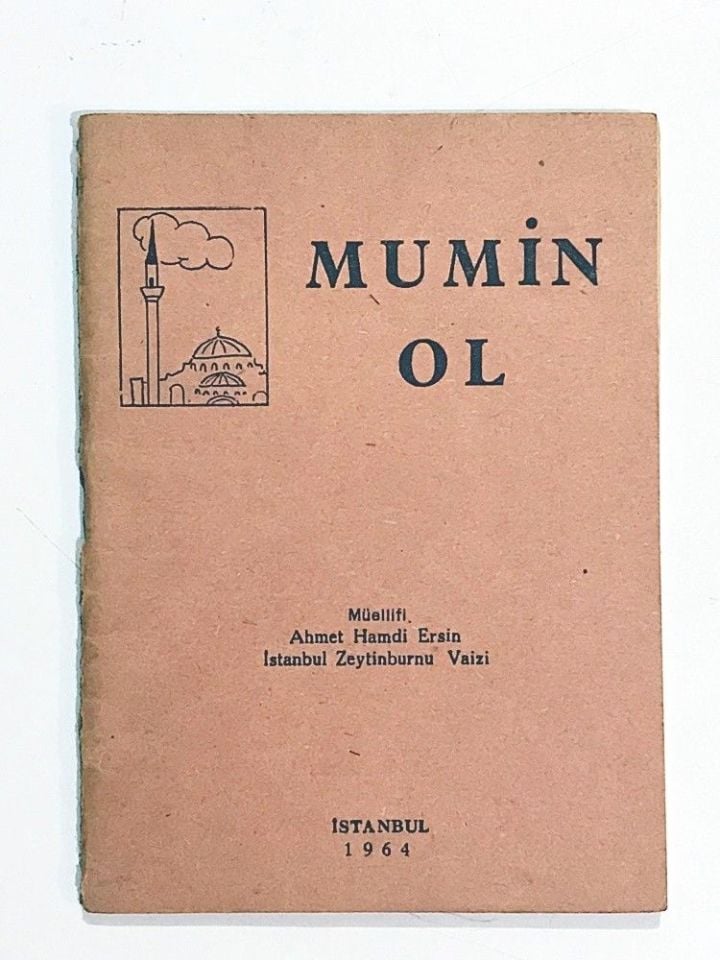 MUMİN
OL
Müellifi
Ahmet Hamdi Ersin
İstanbul Zeytinburnu Vaizi
İSTANBUL
1964